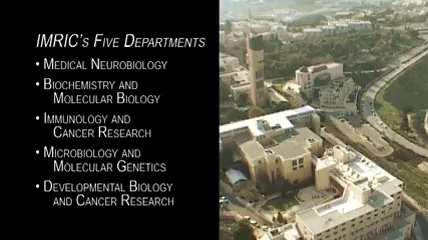 IMRIC's Five Departments
• Medical Neurobiology
• Biochemistry and
Molecular Biology
• Immunology and
Cancer Research
• Microbiology and
Molecular Genetics
• Developmental Biology
and Cancer Research